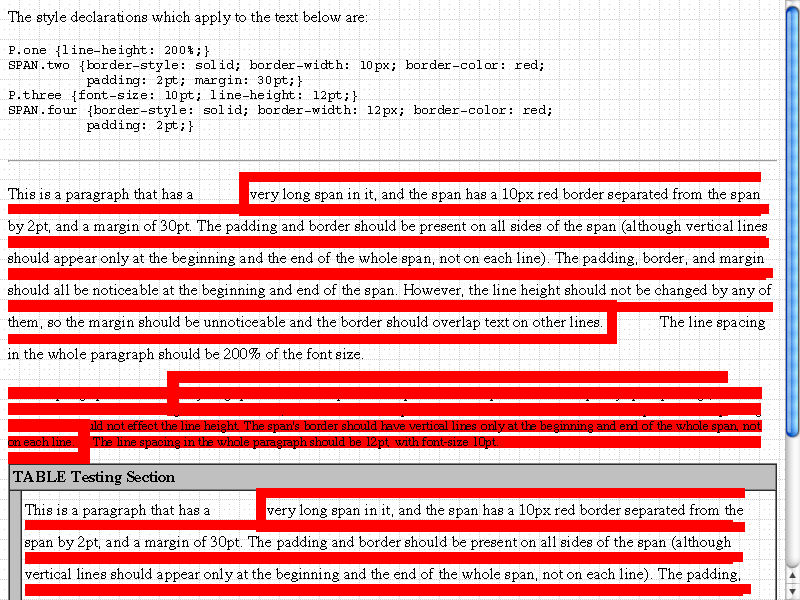 The style declarations which apply to the text below are:
P.one {line-height: 200%;}
SPAN.two {border-style: solid; border-width: 10px; border-color: red;
padding: 2pt; margin: 30pt;}
P.three {font-size: 10pt; line-height: 12pt;}
SPAN.four {border-style: solid; border-width: 12px; border-color: red;
padding: 2pt;}
This is a paragraph that has a very long span in it, and the span has a 10px red border separated from the span
by 2pt, and a margin of 30pt. The padding and border should be present on all sides of the span (although vertical lines
should appear only at the beginning and the end of the whole span, not on each line). The padding, border, and margin
should all be noticeable at the beginning and end of the span. However, the line height should not be changed by any of
them, so the margin should be unnoticeable and the border should overlap text on other lines. The line spacing
in the whole paragraph should be 200% of the font size.
uld not effect the line height. The span's border should have vertical lines only at the beginning and end of the whole span, not
on each line. The line spacing in the whole paragraph should be 12pt, with font-size 10pt.
TABLE Testing Section
This is a paragraph that has a very long span in it, and the span has a 10px red border separated from the
span by 2pt, and a margin of 30pt. The padding and border should be present on all sides of the span (although
vertical lines should appear only at the beginning and the end of the whole span, not on each line). The padding,